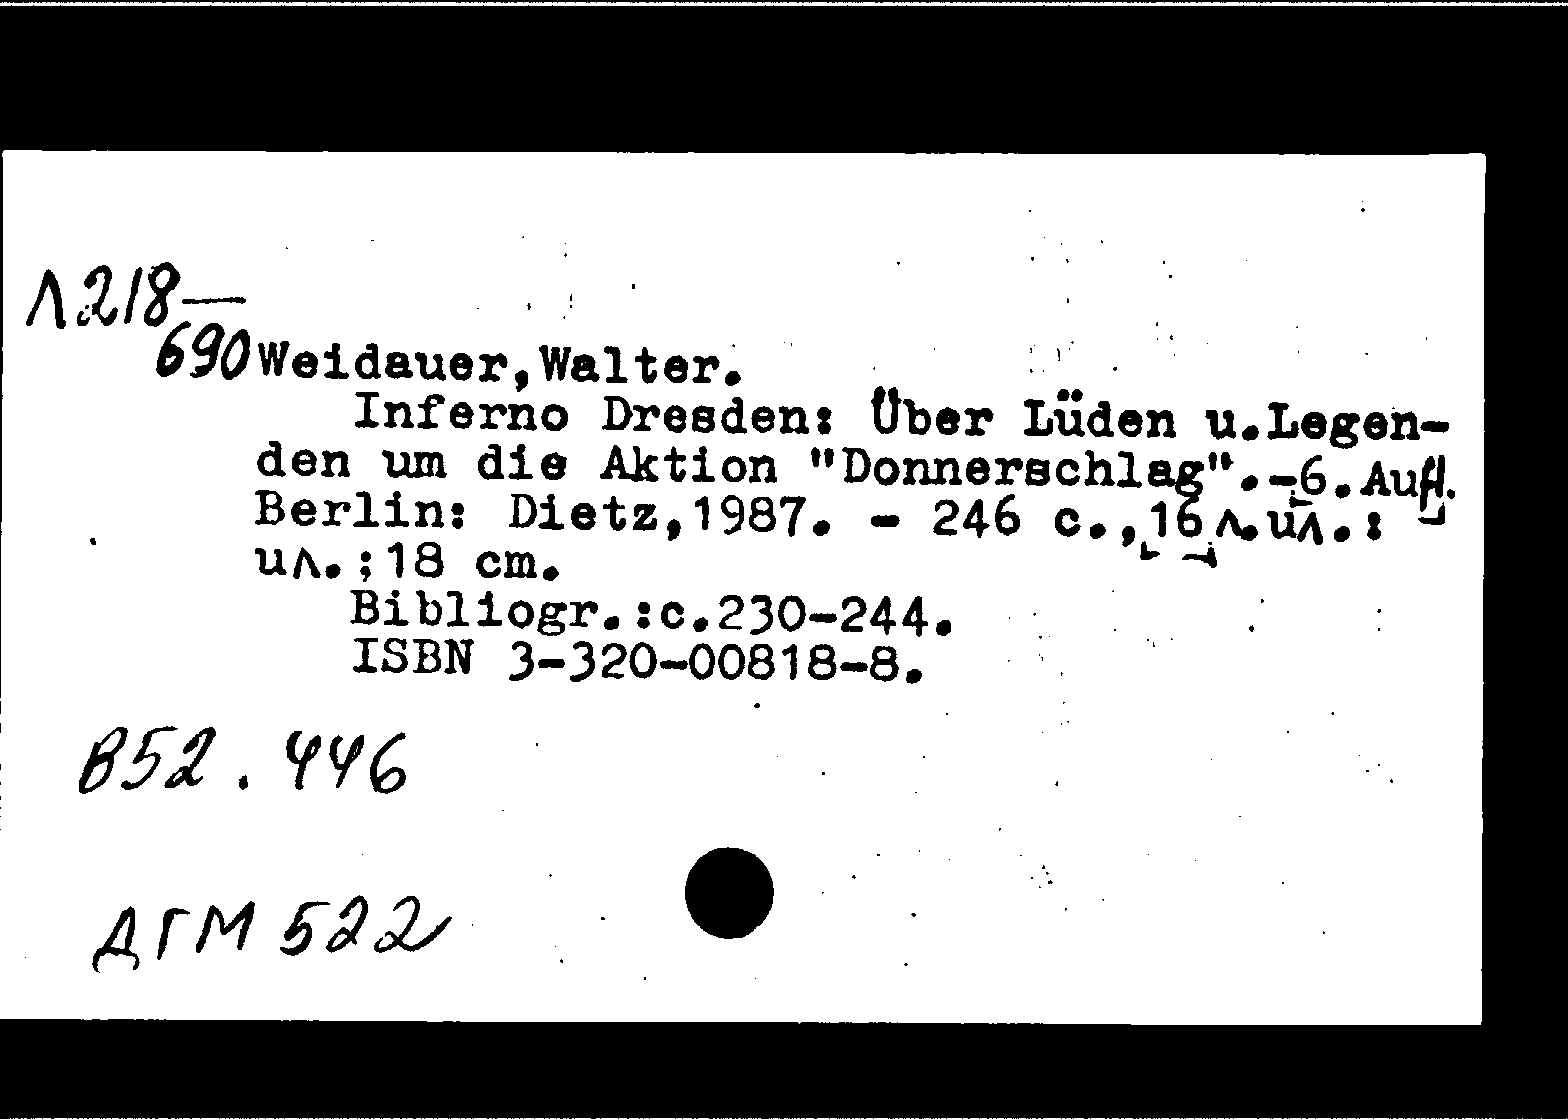 Л218—
690 Weidauer, Walter.
Inferno Dresden: Über Lüden u. Legen-
den um die Aktion "Donnerschlag". -6. Aufl.
Berlin: Dietz, 1987. - 246 с., 16 л. ил. :
ил. ; 18 cm.
Bibliogr.:c.230-244.
ISBN 3-320-00818-8.
В52.446
ДГМ 522